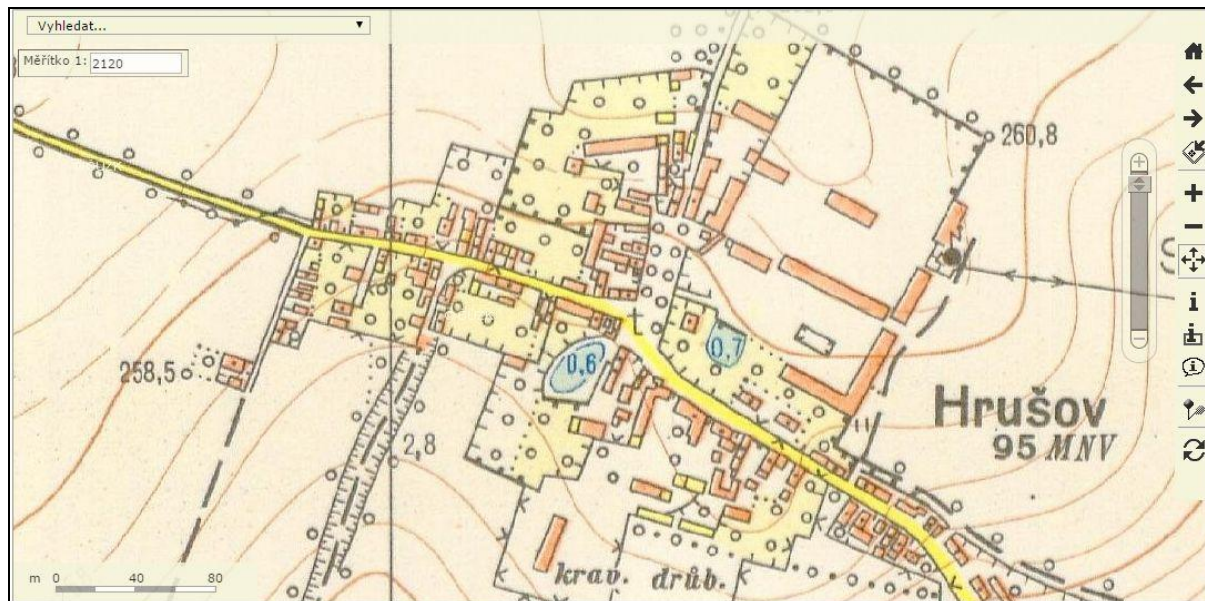 Vyhledat...
Měřítko 1: 2120
260,8
0,6
0,7
258,5
Hrušov
95 MNV
2,8
krav. drůb.
m 0 40 80